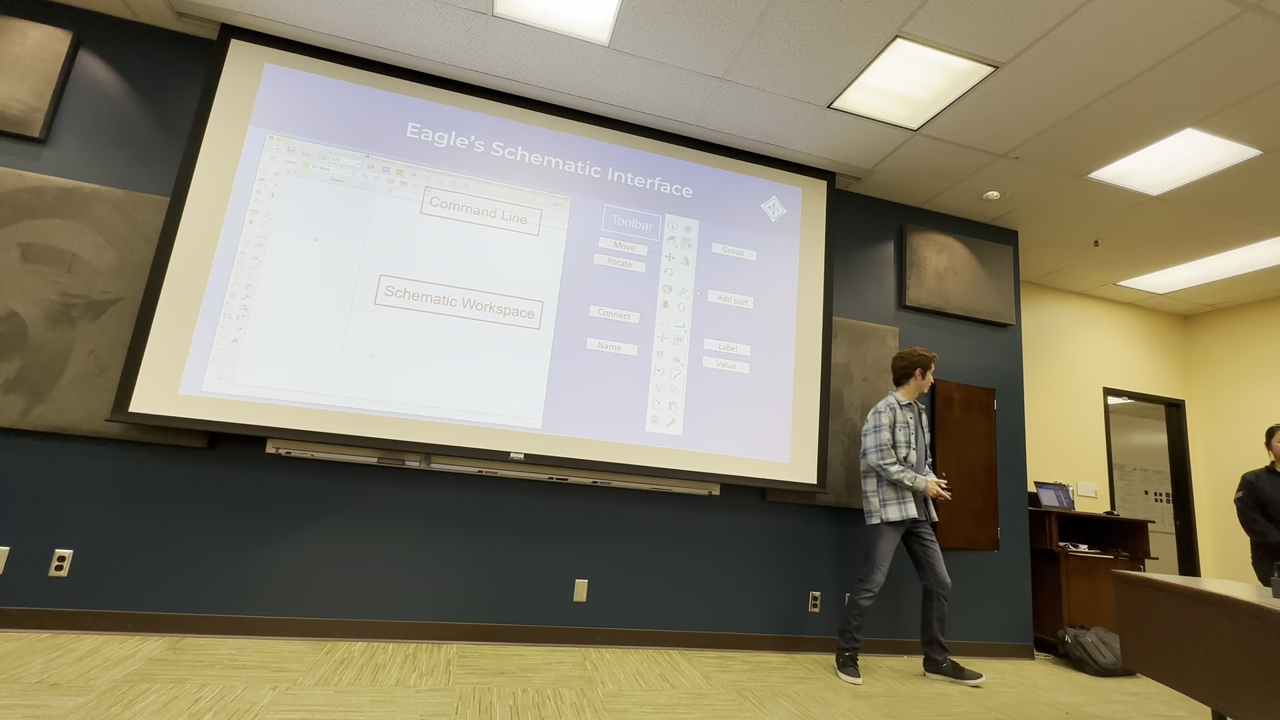 Eagle's Schematic Interface
Command Line
Schematic Workspace
Toolbar
Move
Rotate
Connect
Name
Group
Add part
Label
Value